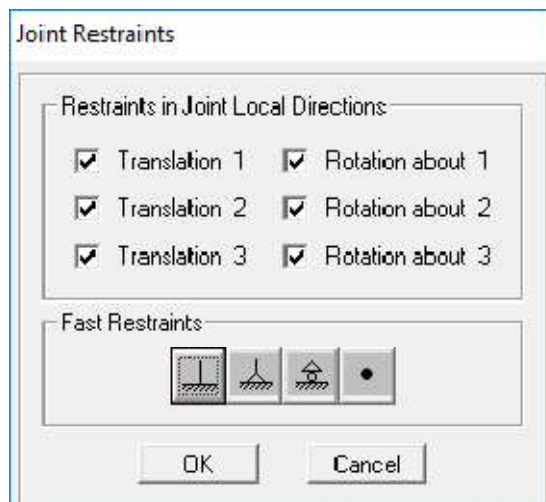 Joint Restraints
Restraints in Joint Local Directions
Translation 1 Rotation about 1
Translation 2 Rotation about 2
Translation 3 Rotation about 3
Fast Restraints
OK Cancel